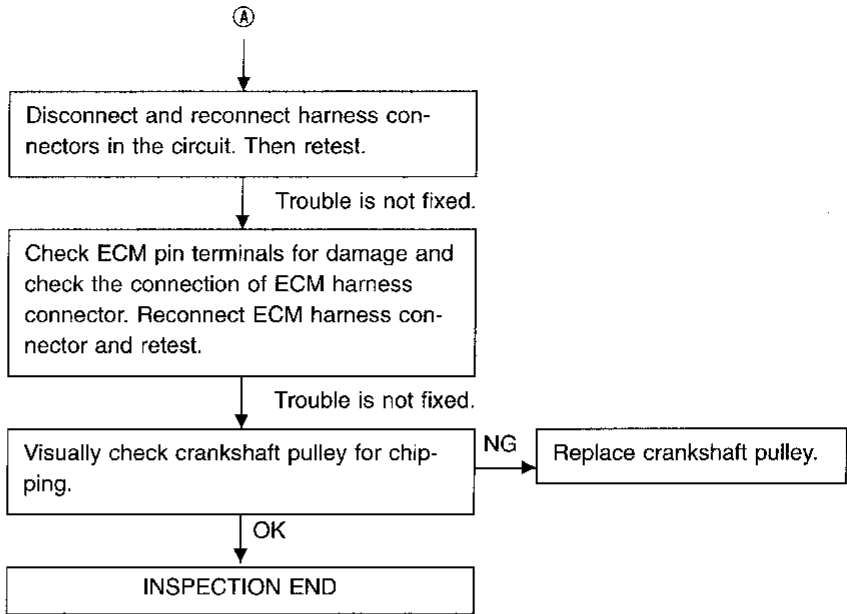 Ⓐ
Disconnect and reconnect harness con-
nectors in the circuit. Then retest.
Trouble is not fixed.
Check ECM pin terminals for damage and
check the connection of ECM harness
connector. Reconnect ECM harness con-
nector and retest.
Trouble is not fixed.
Visually check crankshaft pulley for chip-
ping.
NG
Replace crankshaft pulley.
OK
INSPECTION END